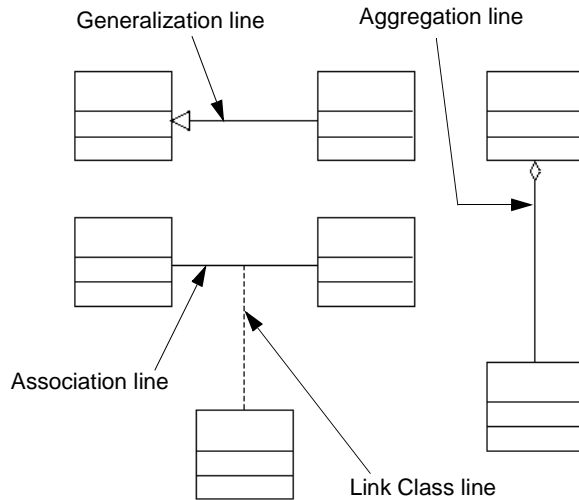 Generalization line
Aggregation line
Association line
Link Class line